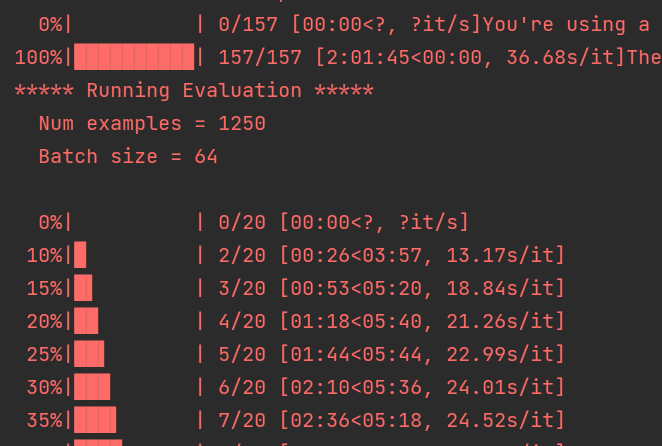 0%| | 0/157 [00:00<?, ?it/s]You're using a
100%|██████████| 157/157 [2:01:45<00:00, 36.68s/it]The
***** Running Evaluation *****
Num examples = 1250
Batch size = 64
0%| | 0/20 [00:00<?, ?it/s]
10%|█ | 2/20 [00:26<03:57, 13.17s/it]
15%|█▌ | 3/20 [00:53<05:20, 18.84s/it]
20%|██ | 4/20 [01:18<05:40, 21.26s/it]
25%|██▌ | 5/20 [01:44<05:44, 22.99s/it]
30%|███ | 6/20 [02:10<05:36, 24.01s/it]
35%|███▌ | 7/20 [02:36<05:18, 24.52s/it]